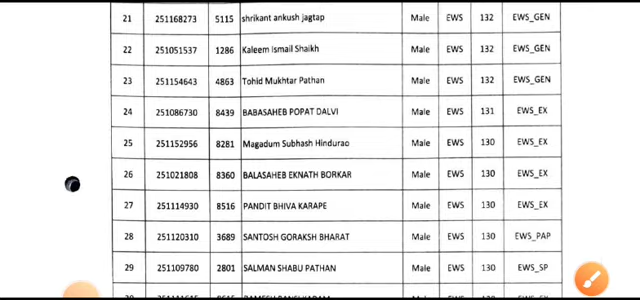 21 251168273 5115 shrikant ankush jagtap Male EWS 132 EWS_GEN
22 251051537 1286 Kaleem Ismail Shaikh Male EWS 132 EWS_GEN
23 251154643 4863 Tohid Mukhtar Pathan Male EWS 132 EWS_GEN
24 251086730 8439 BABASAHEB POPAT DALVI Male EWS 131 EWS_EX
25 251152956 8281 Magadum Subhash Hindurao Male EWS 130 EWS_EX
26 251021808 8360 BALASAHEB EKNATH BORKAR Male EWS 130 EWS_EX
27 251114930 8516 PANDIT BHIVA KARAPE Male EWS 130 EWS_EX
28 251120310 3689 SANTOSH GORAKSH BHARAT Male EWS 130 EWS_PAP
29 251109780 2801 SALMAN SHABU PATHAN Male EWS 130 EWS_SP